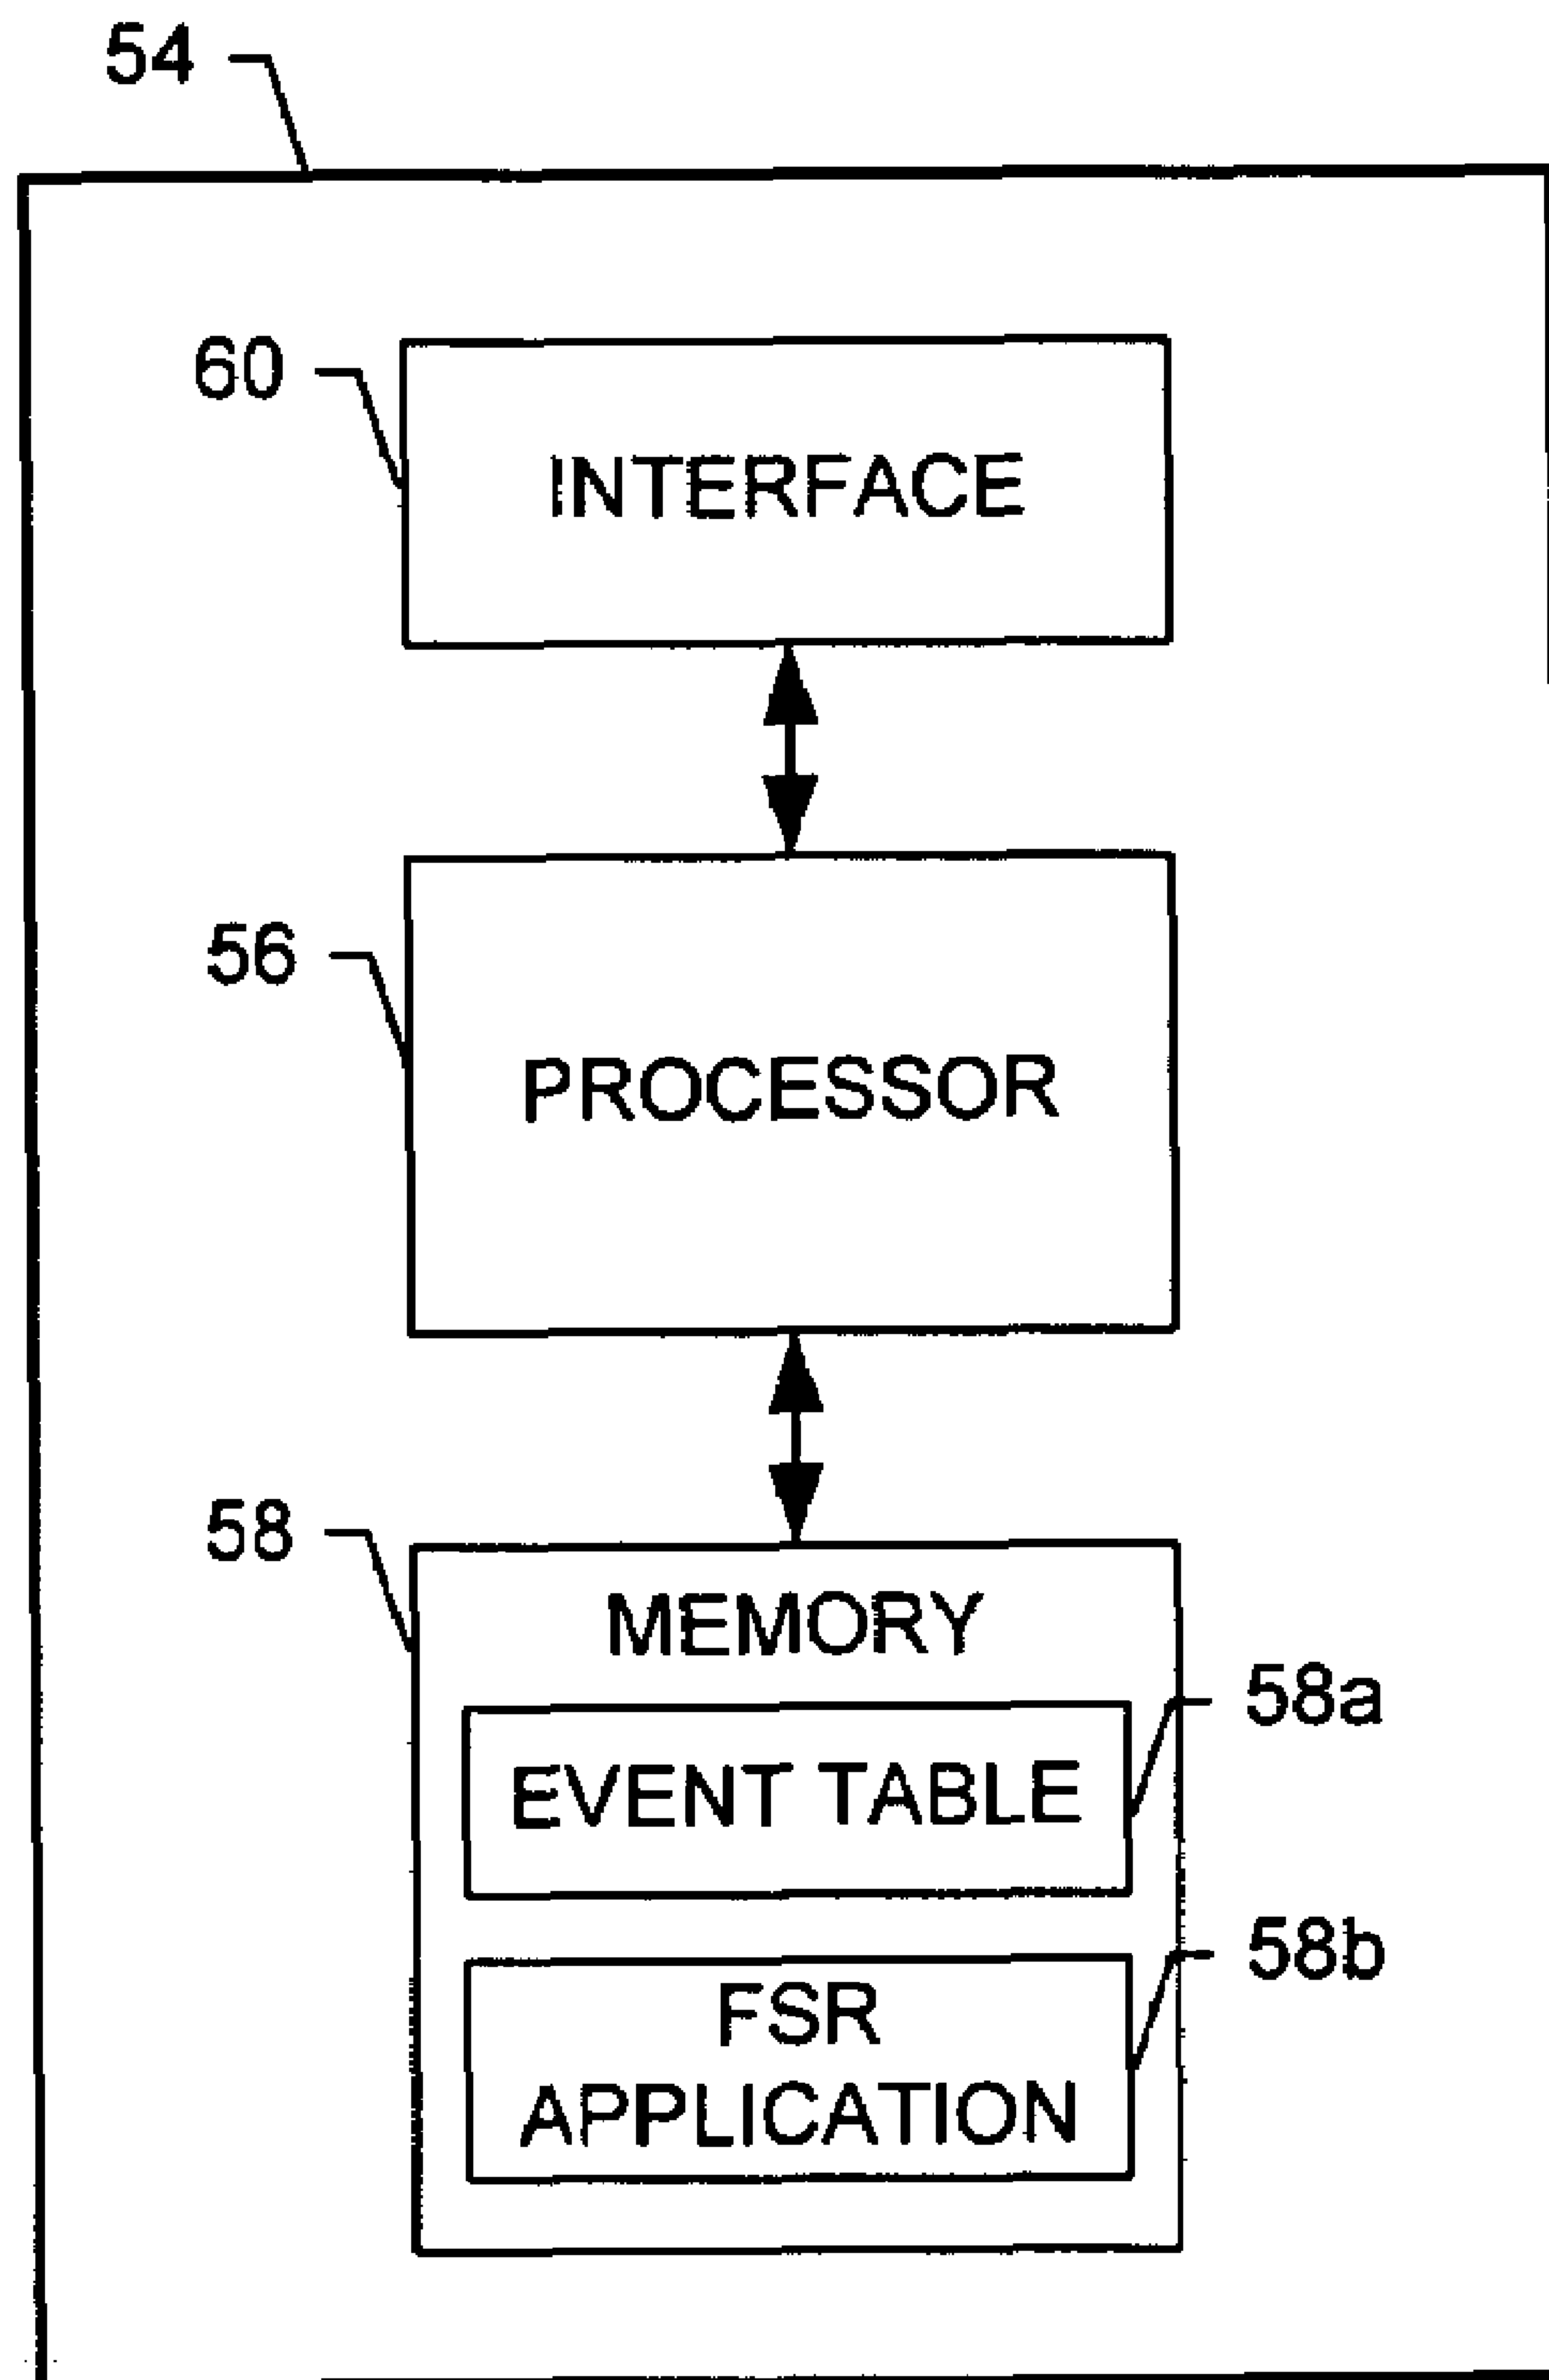 54
60
INTERFACE
56
PROCESSOR
58
MEMORY
58a
EVENT TABLE
58b
FSR
APPLICATION